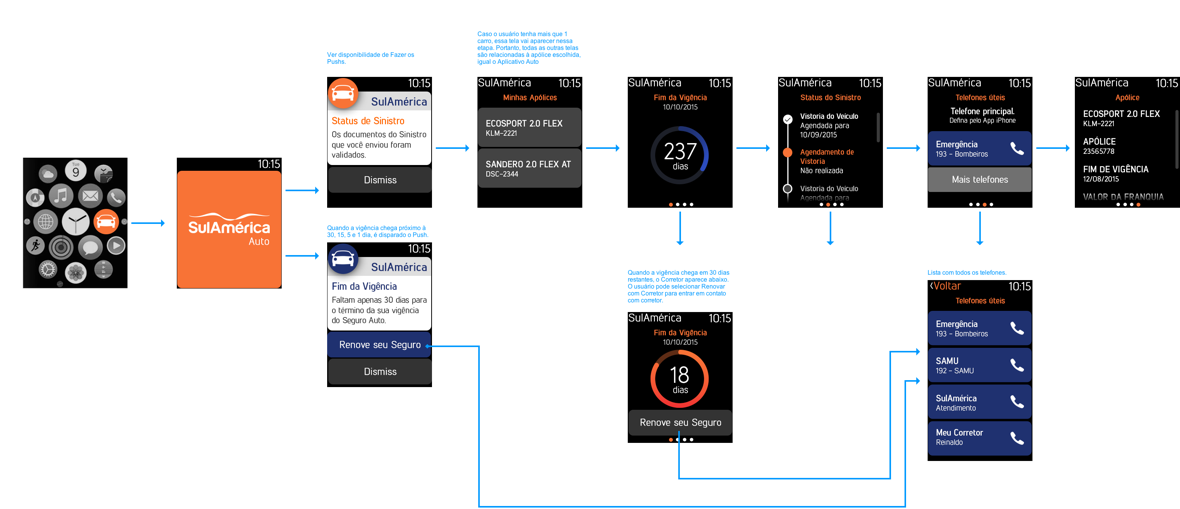 Tue
9
10:15
SulAmérica
Auto
Ver disponibilidade de Fazer os
Pushs.
10:15
SulAmérica
Status de Sinistro
Os documentos do Sinistro
que você enviou foram
validados.
Dismiss
Quando a vigência chega próximo à
30, 15, 5 e 1 dia, é disparado o Push.
10:15
SulAmérica
Fim da Vigência
Faltam apenas 30 dias para
o término da sua vigência
do Seguro Auto.
Renove seu Seguro
Dismiss
Caso o usuário tenha mais que 1
carro, essa tela vai aparecer nessa
etapa. Portanto, todas as outras telas
são relacionadas à apólice escolhida,
igual o Aplicativo Auto
SulAmérica 10:15
Minhas Apólices
ECOSPORT 2.0 FLEX
KLM-2221
SANDERO 2.0 FLEX AT
DSC-2344
SulAmérica 10:15
Fim da Vigência
10/10/2015
237
dias
Quando a vigência chega em 30 dias
restantes, o Corretor aparece abaixo.
O usuário pode selecionar Renovar
com Corretor para entrar em contato
com corretor.
SulAmérica 10:15
Fim da Vigência
10/10/2015
18
dias
Renove seu Seguro
SulAmérica 10:15
Status do Sinistro
Vistoria do Veículo
Agendada para
10/09/2015
Agendamento de
Vistoria
Não realizada
Vistoria do Veículo
Agendada para
SulAmérica 10:15
Telefones úteis
Telefone principal.
Defina pelo App iPhone
Emergência
193 - Bombeiros
Mais telefones
Lista com todos os telefones.
‹Voltar 10:15
Telefones úteis
Emergência
193 - Bombeiros
SAMU
192 - SAMU
SulAmérica
Atendimento
Meu Corretor
Reinaldo
SulAmérica 10:15
Apólice
ECOSPORT 2.0 FLEX
KLM-2221
APÓLICE
23565778
FIM DE VIGÊNCIA
12/08/2015
VALOR DA FRANQUIA